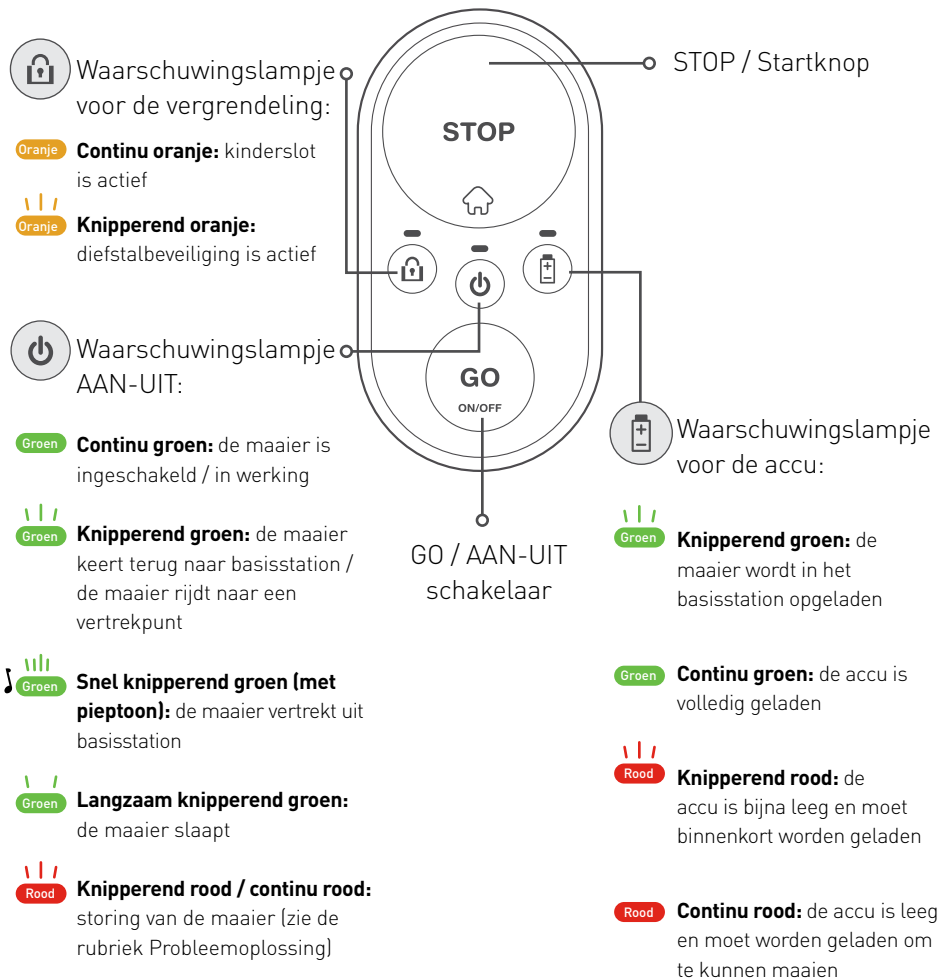 Waarschuwingslampje
voor de vergrendeling:
Oranje
Continu oranje: kinderslot
is actief
Oranje
Knipperend oranje:
diefstalbeveiliging is actief
Waarschuwingslampje
AAN-UIT:
Groen
Continu groen: de maaier is
ingeschakeld / in werking
Groen
Knipperend groen: de maaier
keert terug naar basisstation /
de maaier rijdt naar een
vertrekpunt
Groen
Snel knipperend groen (met
pieptoon): de maaier vertrekt uit
basisstation
Groen
Langzaam knipperend groen:
de maaier slaapt
Rood
Knipperend rood / continu rood:
storing van de maaier (zie de
rubriek Probleemoplossing)
STOP
GO
ON/OFF
GO / AAN-UIT
schakelaar
STOP / Startknop
Waarschuwingslampje
voor de accu:
Groen
Knipperend groen: de
maaier wordt in het
basisstation opgeladen
Groen
Continu groen: de accu is
volledig geladen
Rood
Knipperend rood: de
accu is bijna leeg en moet
binnenkort worden geladen
Rood
Continu rood: de accu is leeg
en moet worden geladen om
te kunnen maaien